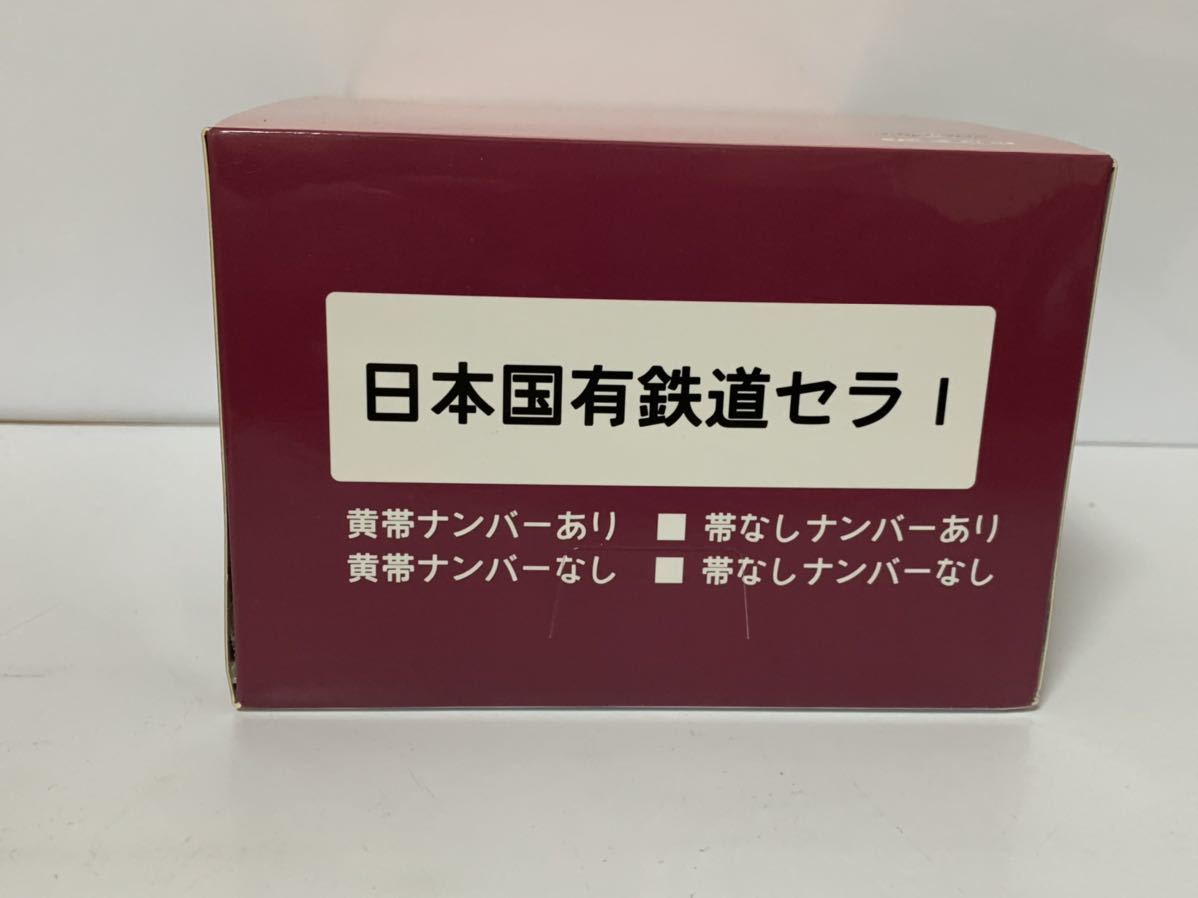 日本国有鉄道セラ1
黄帯ナンバーあり ■ 帯なしナンバーあり
黄帯ナンバーなし ■ 帯なしナンバーなし